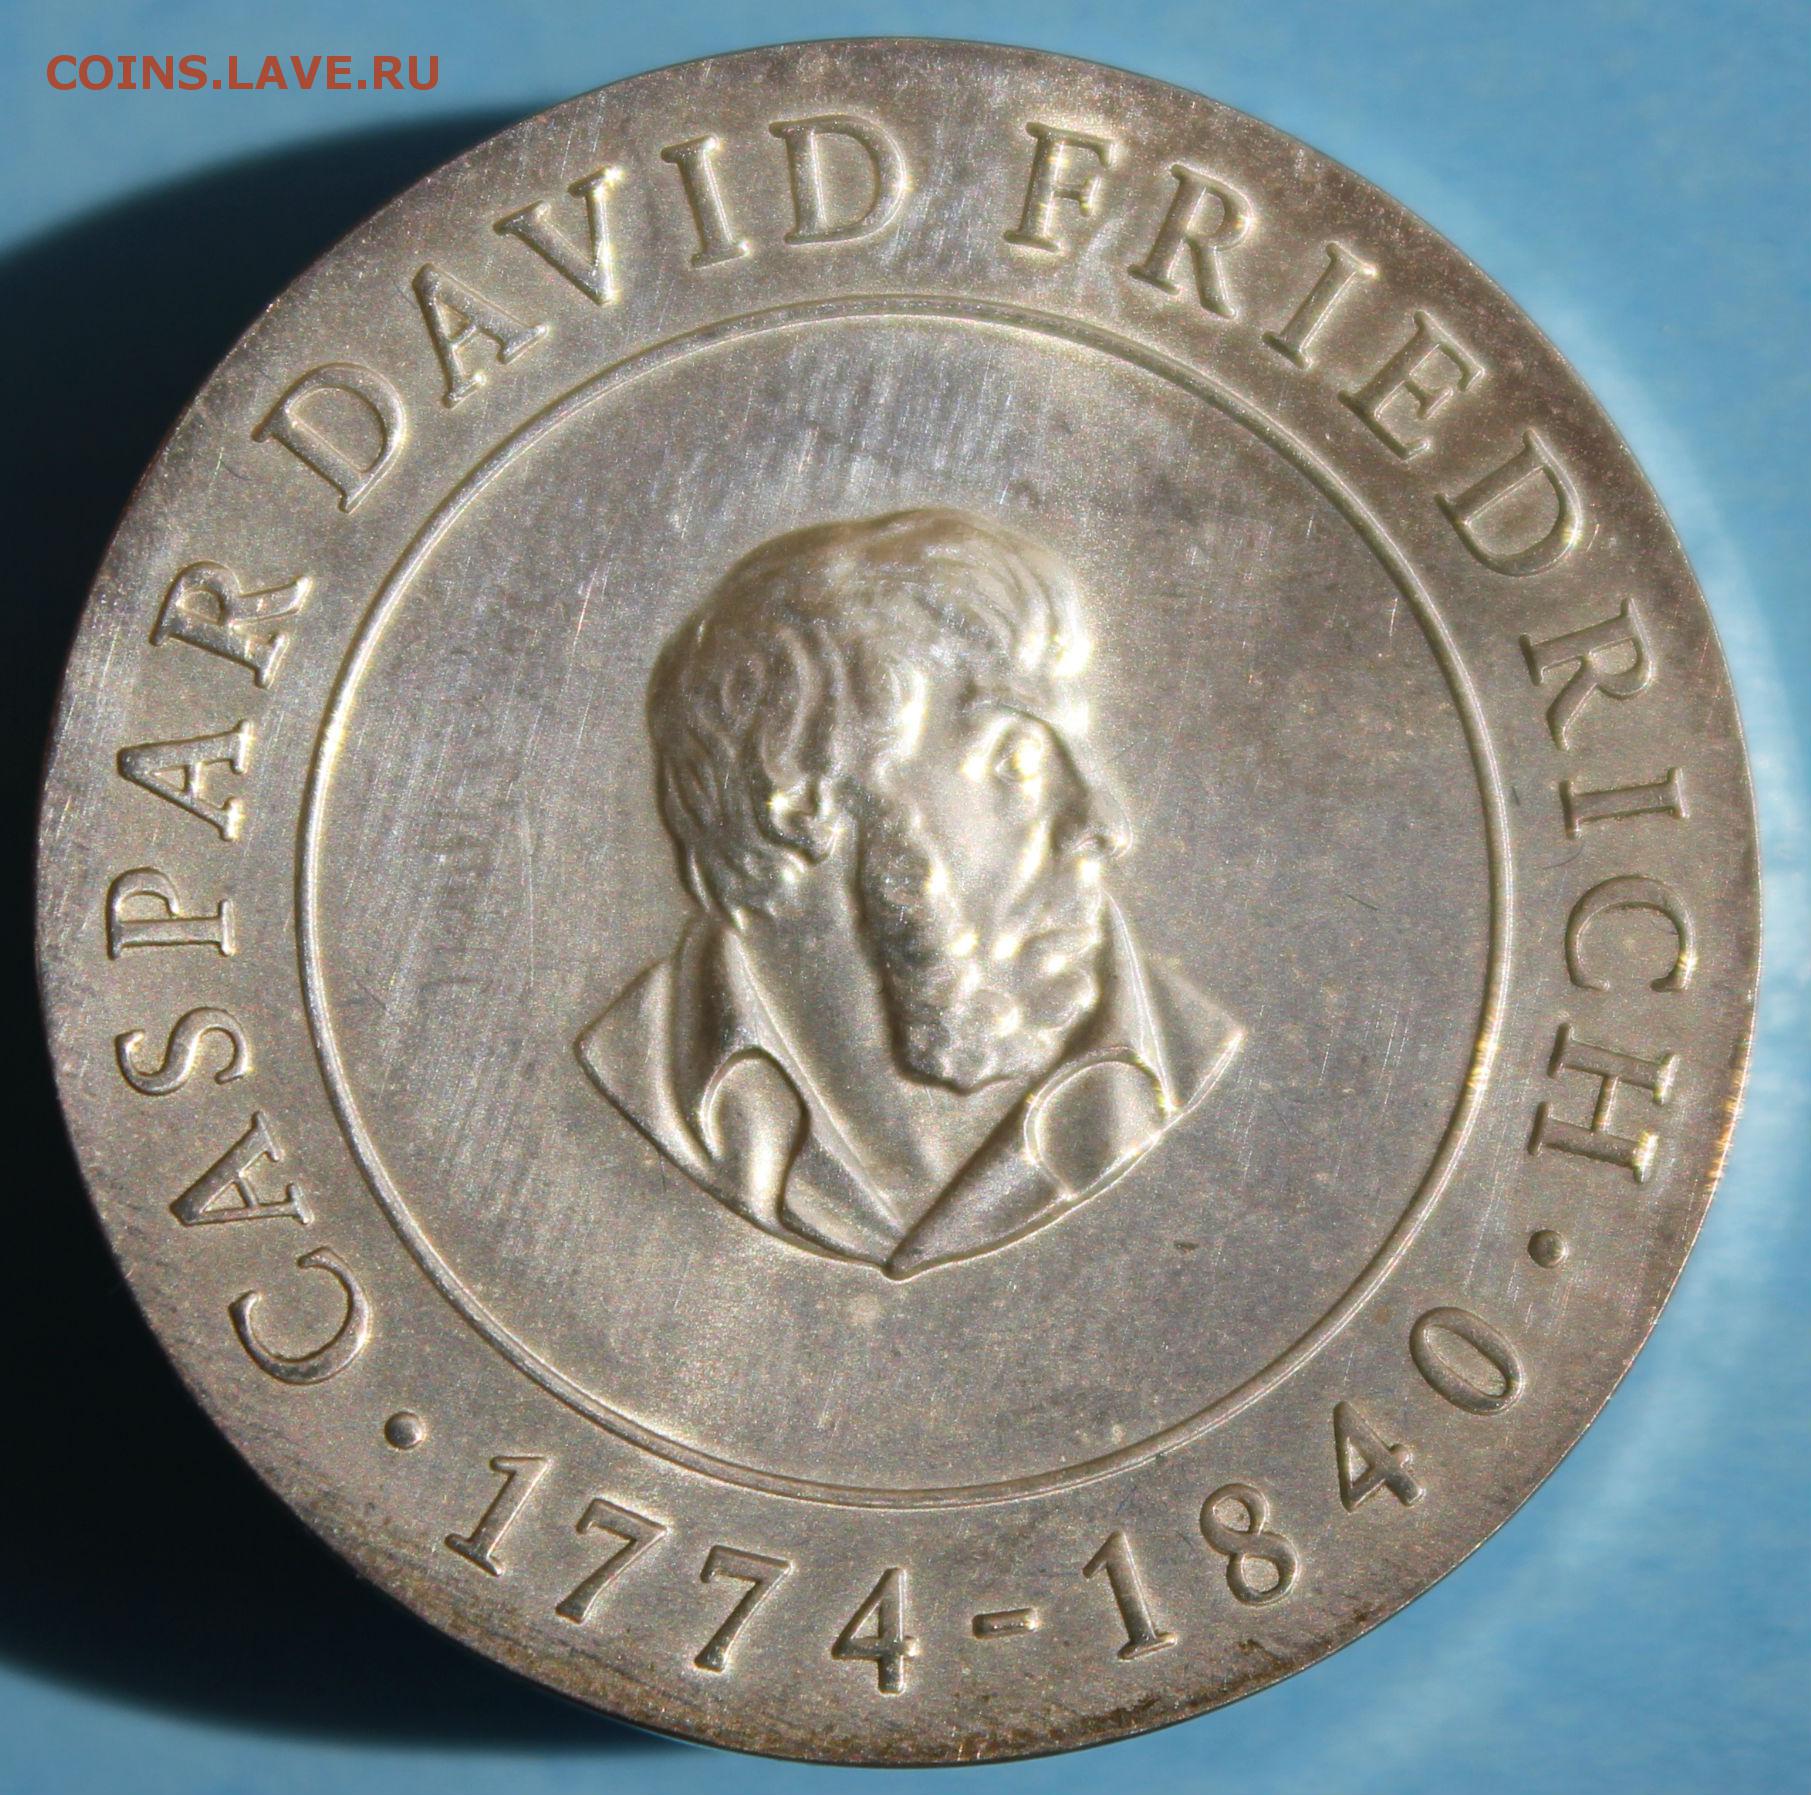 COINS.LAVE.RU
CASPAR DAVID FRIEDRICH
· 1774-1840 ·